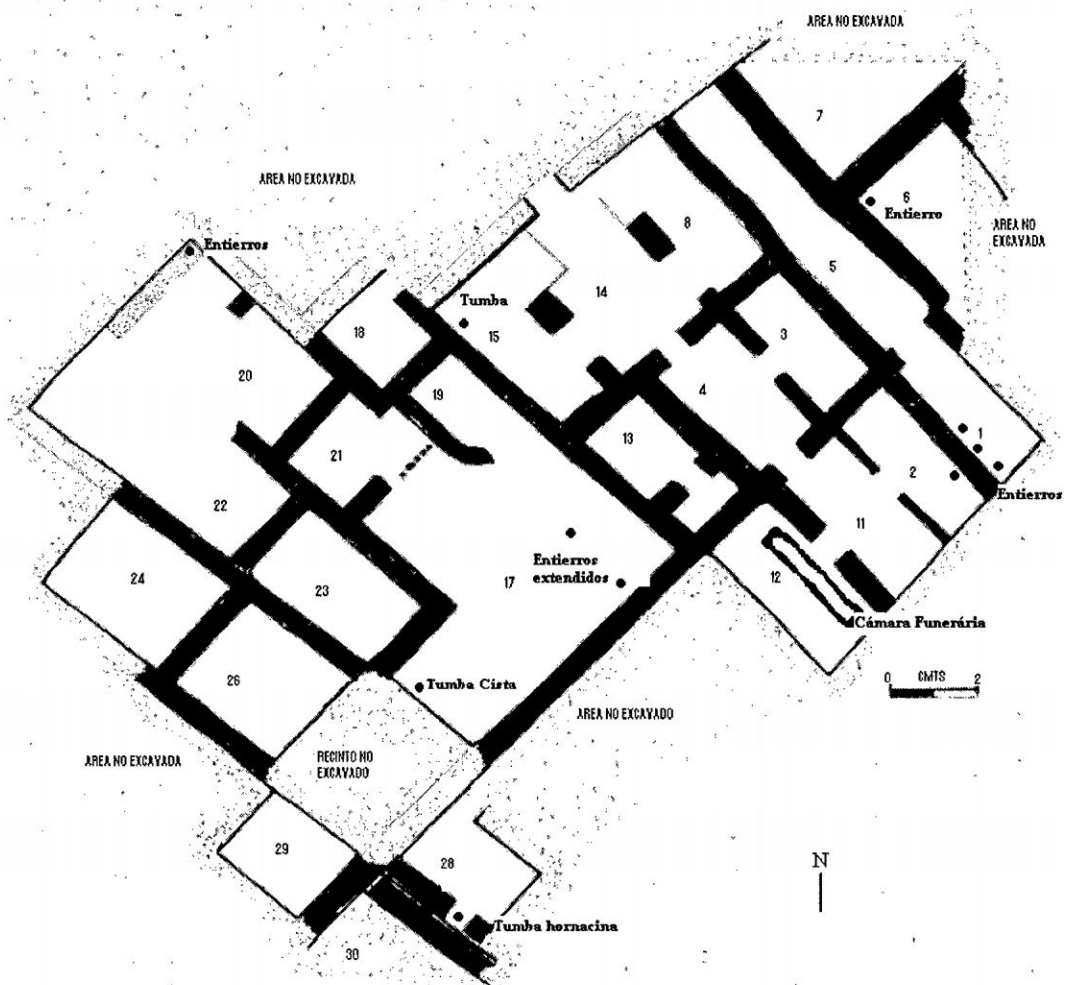 AREA NO EXCAVADA
7
AREA NO EXCAVADA
6
Entierro
8
AREA NO
EXCAVADA
Entierros
5
14
Tumba
18
15
3
20
19
4
13
21
1
2
22
Entierros
11
Entierros
extendidos
17
12
24
23
Cámara Funerária
26
Tumba Cista
0 CMTS 2
AREA NO EXCAVADO
AREA NO EXCAVADA
RECINTO NO
EXCAVADO
29
28
N
Tumba hornacina
30